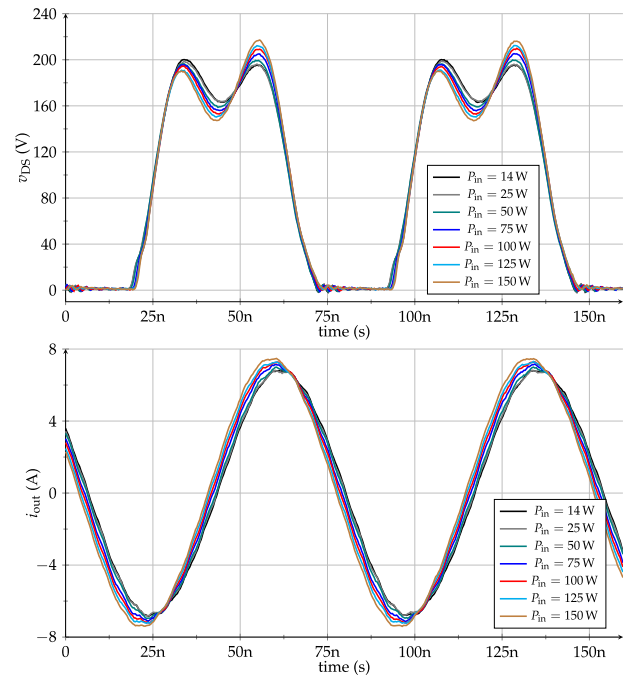 240
200
160
120
80
40
0
v_DS (V)
P_in = 14 W
P_in = 25 W
P_in = 50 W
P_in = 75 W
P_in = 100 W
P_in = 125 W
P_in = 150 W
0 25n 50n 75n 100n 125n 150n
time (s)
8
4
0
−4
−8
i_out (A)
P_in = 14 W
P_in = 25 W
P_in = 50 W
P_in = 75 W
P_in = 100 W
P_in = 125 W
P_in = 150 W
0 25n 50n 75n 100n 125n 150n
time (s)